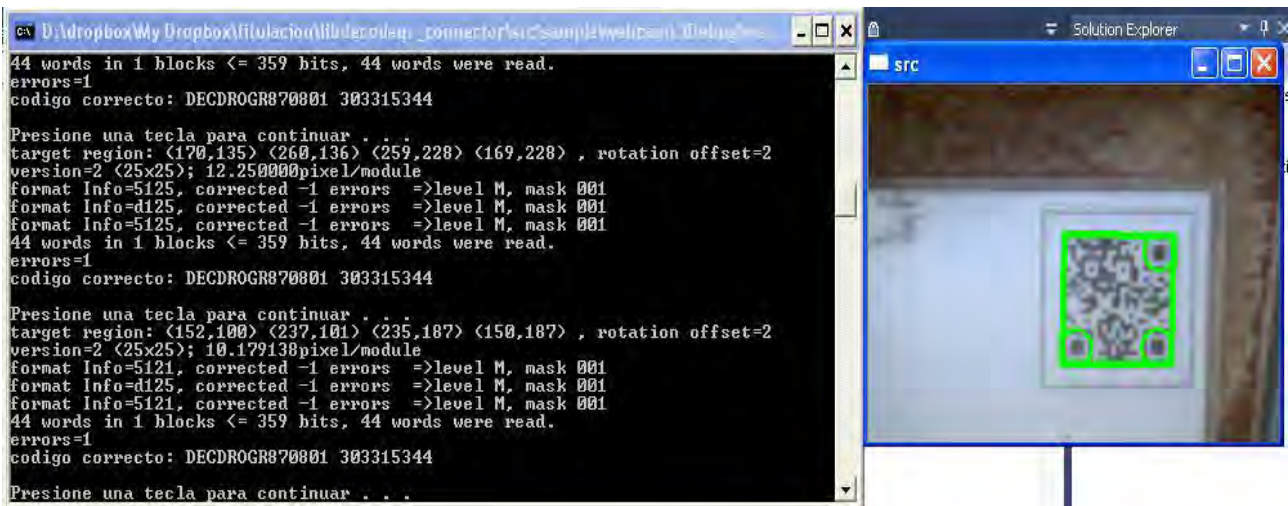 D:\dropbox\My Dropbox\titulacion\libdecodeqr_connector\src\sample\webcam\
44 words in 1 blocks <= 359 bits, 44 words were read.
errors=1
codigo correcto: DECDROGR870801 303315344
Presione una tecla para continuar . . .
target region: (170,135) (260,136) (259,228) (169,228) , rotation offset=2
version=2 (25x25); 12.250000pixel/module
format Info=5125, corrected -1 errors =>level M, mask 001
format Info=d125, corrected -1 errors =>level M, mask 001
format Info=5125, corrected -1 errors =>level M, mask 001
44 words in 1 blocks <= 359 bits, 44 words were read.
errors=1
codigo correcto: DECDROGR870801 303315344
Presione una tecla para continuar . . .
target region: (152,100) (237,101) (235,187) (150,187) , rotation offset=2
version=2 (25x25); 10.179138pixel/module
format Info=5121, corrected -1 errors =>level M, mask 001
format Info=d125, corrected -1 errors =>level M, mask 001
format Info=5121, corrected -1 errors =>level M, mask 001
44 words in 1 blocks <= 359 bits, 44 words were read.
errors=1
codigo correcto: DECDROGR870801 303315344
Presione una tecla para continuar . . .
Solution Explorer
src